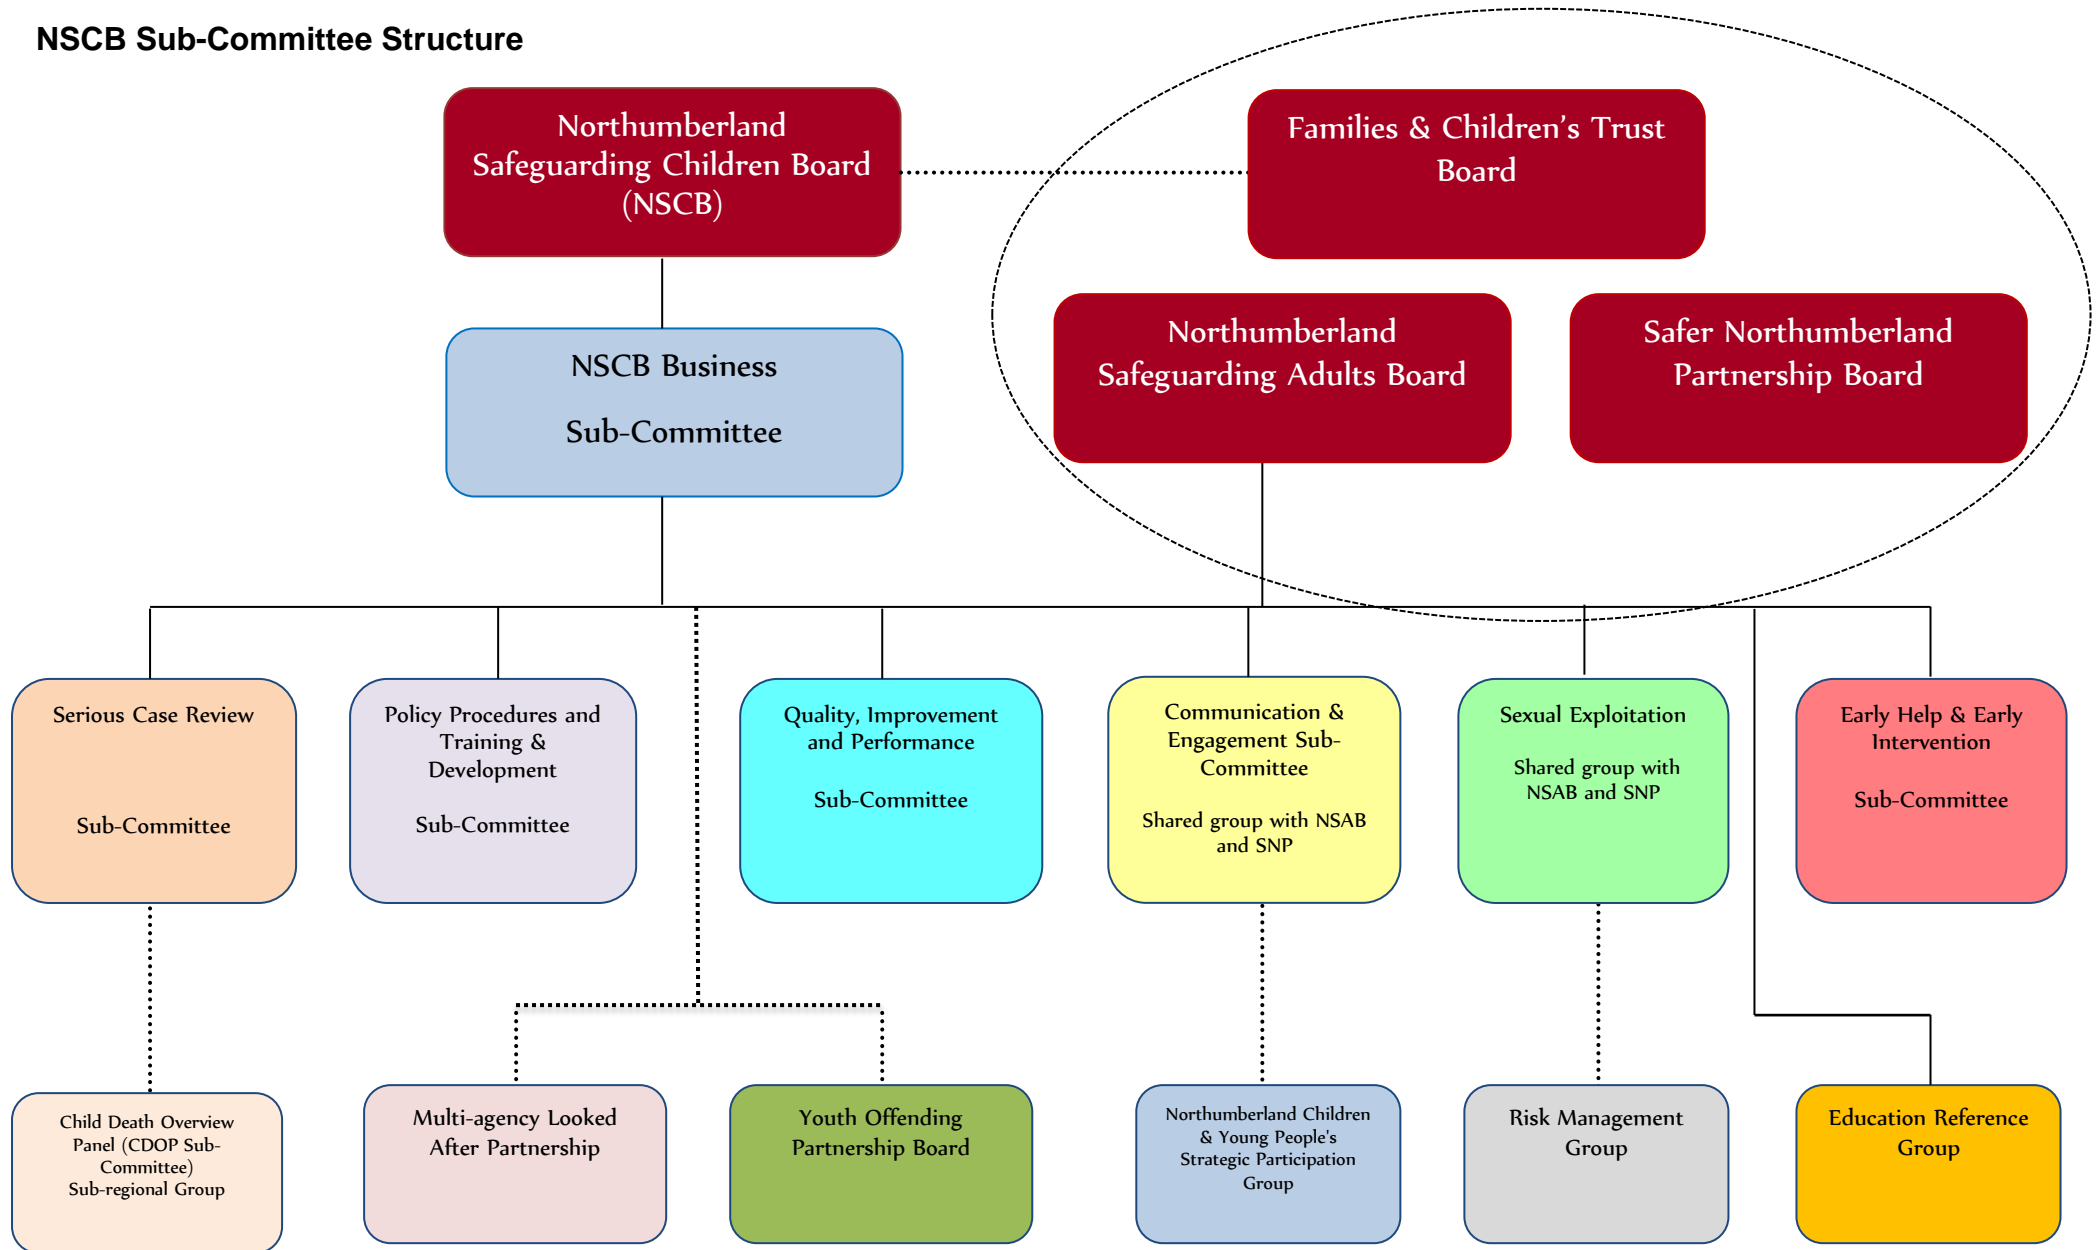 NSCB Sub-Committee Structure
Northumberland
Safeguarding Children Board
(NSCB)
Families & Children’s Trust
Board
Northumberland
Safeguarding Adults Board
Safer Northumberland
Partnership Board
NSCB Business
Sub-Committee
Serious Case Review
Sub-Committee
Policy Procedures and
Training &
Development
Sub-Committee
Quality, Improvement
and Performance
Sub-Committee
Communication &
Engagement Sub-
Committee
Shared group with NSAB
and SNP
Sexual Exploitation
Shared group with
NSAB and SNP
Early Help & Early
Intervention
Sub-Committee
Child Death Overview
Panel (CDOP Sub-
Committee)
Sub-regional Group
Multi-agency Looked
After Partnership
Youth Offending
Partnership Board
Northumberland Children
& Young People's
Strategic Participation
Group
Risk Management
Group
Education Reference
Group